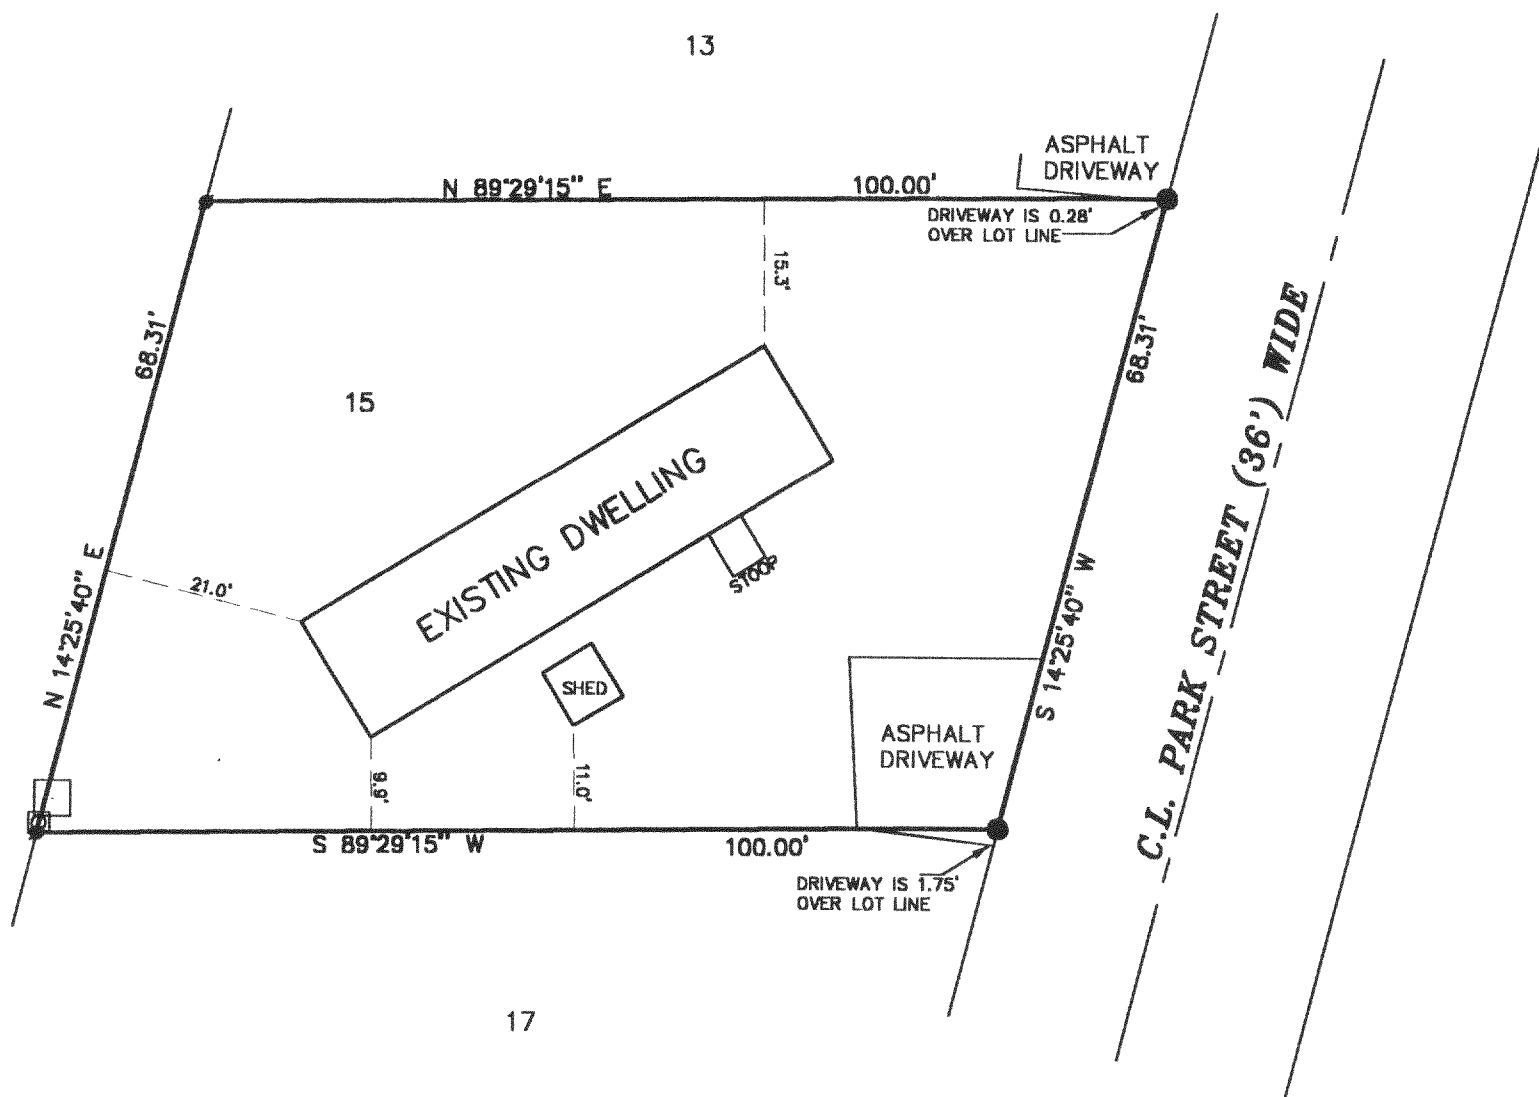 13
ASPHALT
DRIVEWAY
N 89°29'15" E
100.00'
DRIVEWAY IS 0.28'
OVER LOT LINE
15.3'
68.31'
68.31'
15
C.L. PARK STREET (36') WIDE
EXISTING DWELLING
STOOP
21.0'
N 14°25'40" E
S 14°25'40" W
SHED
ASPHALT
DRIVEWAY
9.9'
11.0'
S 89°29'15" W
100.00'
DRIVEWAY IS 1.75'
OVER LOT LINE
17